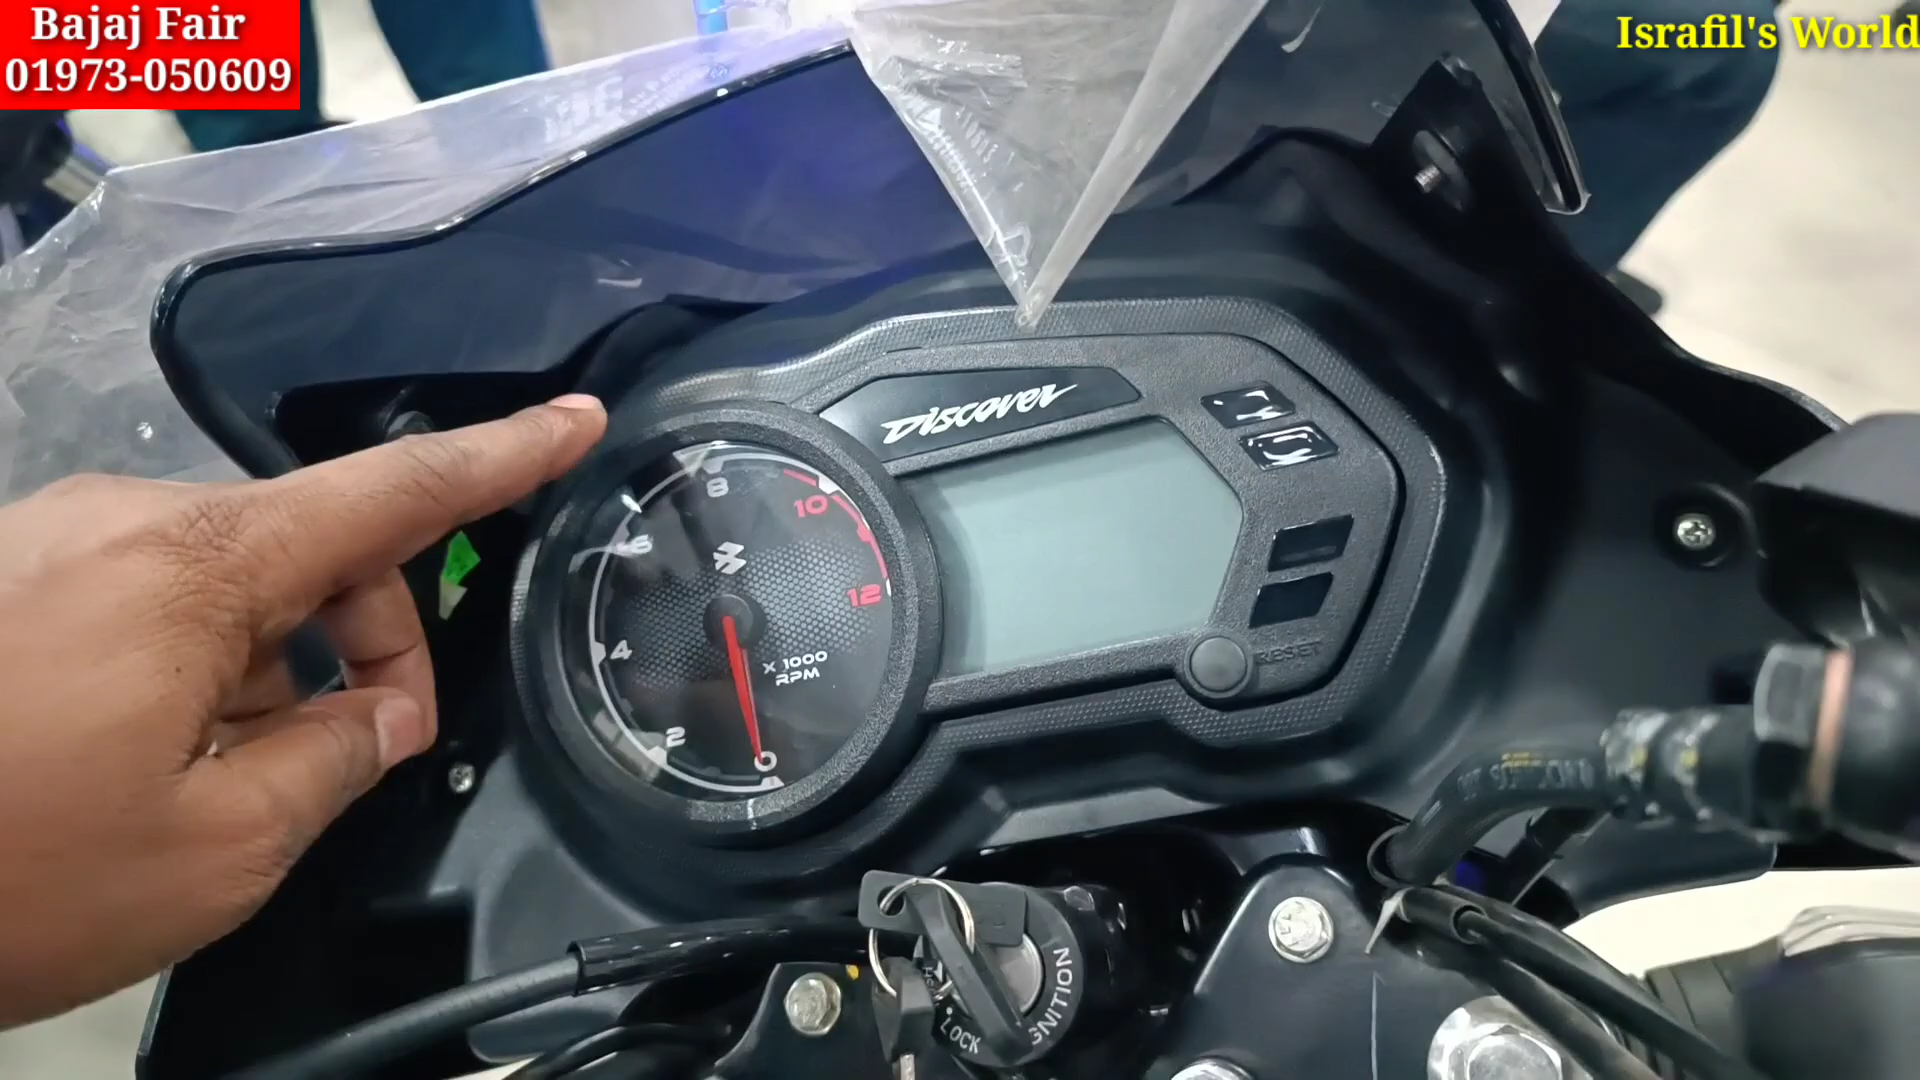 Bajaj Fair
01973-050609
Israfil's World
Discover
8
10
6
12
4
X 1000
RPM
2
0
RESET
IGNITION
LOCK